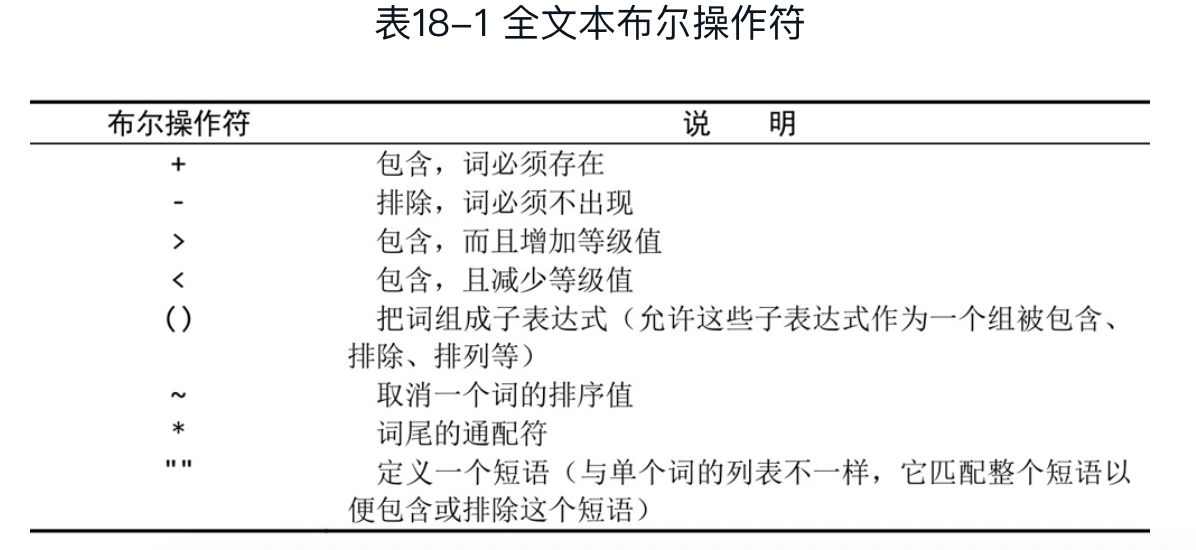 表18-1 全文本布尔操作符
布尔操作符 说 明
+ 包含，词必须存在
- 排除，词必须不出现
> 包含，而且增加等级值
< 包含，且减少等级值
() 把词组成子表达式（允许这些子表达式作为一个组被包含、
排除、排列等）
~ 取消一个词的排序值
* 词尾的通配符
"" 定义一个短语（与单个词的列表不一样，它匹配整个短语以
便包含或排除这个短语）